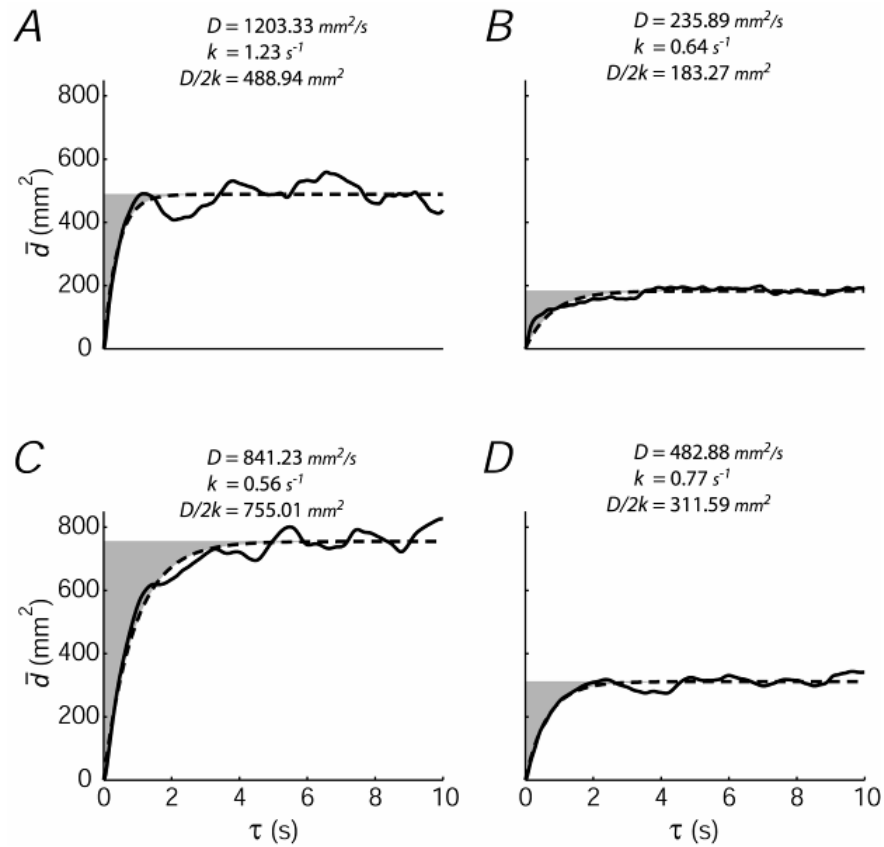 A
D = 1203.33 mm²/s
k = 1.23 s⁻¹
D/2k = 488.94 mm²
B
D = 235.89 mm²/s
k = 0.64 s⁻¹
D/2k = 183.27 mm²
800
600
400
200
0
d̄ (mm²)
C
D = 841.23 mm²/s
k = 0.56 s⁻¹
D/2k = 755.01 mm²
D
D = 482.88 mm²/s
k = 0.77 s⁻¹
D/2k = 311.59 mm²
800
600
400
200
0
d̄ (mm²)
0 2 4 6 8 10
τ (s)
0 2 4 6 8 10
τ (s)